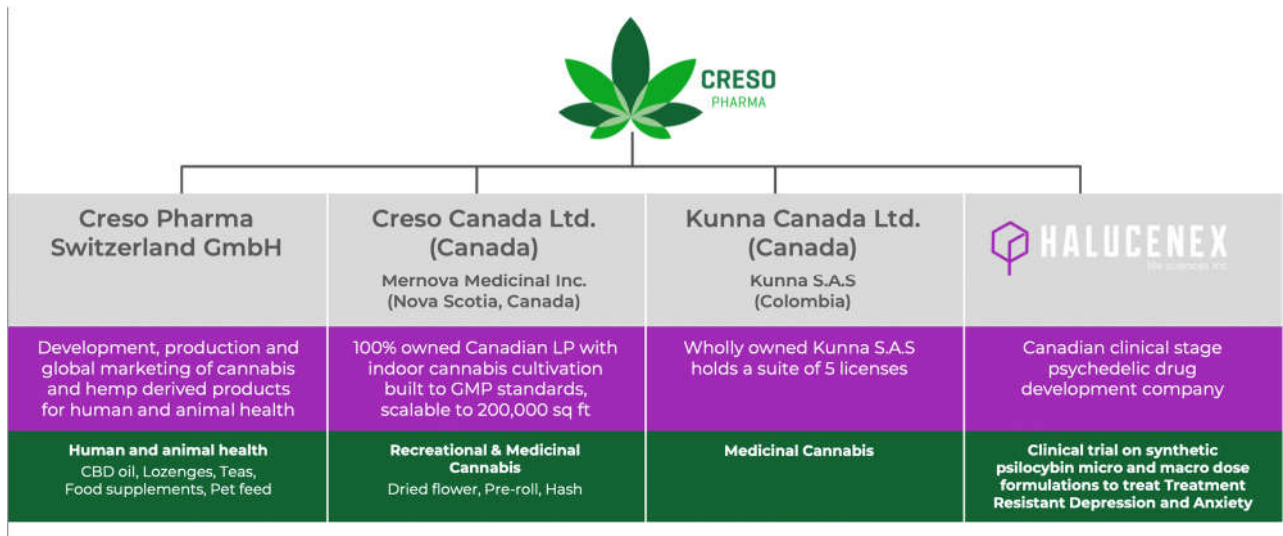 CRESO
PHARMA
Creso Pharma
Switzerland GmbH
Creso Canada Ltd.
(Canada)
Mernova Medicinal Inc.
(Nova Scotia, Canada)
Kunna Canada Ltd.
(Canada)
Kunna S.A.S
(Colombia)
HALUCENEX
life sciences inc
Development, production and
global marketing of cannabis
and hemp derived products
for human and animal health
100% owned Canadian LP with
indoor cannabis cultivation
built to GMP standards,
scalable to 200,000 sq ft
Wholly owned Kunna S.A.S
holds a suite of 5 licenses
Canadian clinical stage
psychedelic drug
development company
Human and animal health
CBD oil, Lozenges, Teas,
Food supplements, Pet feed
Recreational & Medicinal
Cannabis
Dried flower, Pre-roll, Hash
Medicinal Cannabis
Clinical trial on synthetic
psilocybin micro and macro dose
formulations to treat Treatment
Resistant Depression and Anxiety